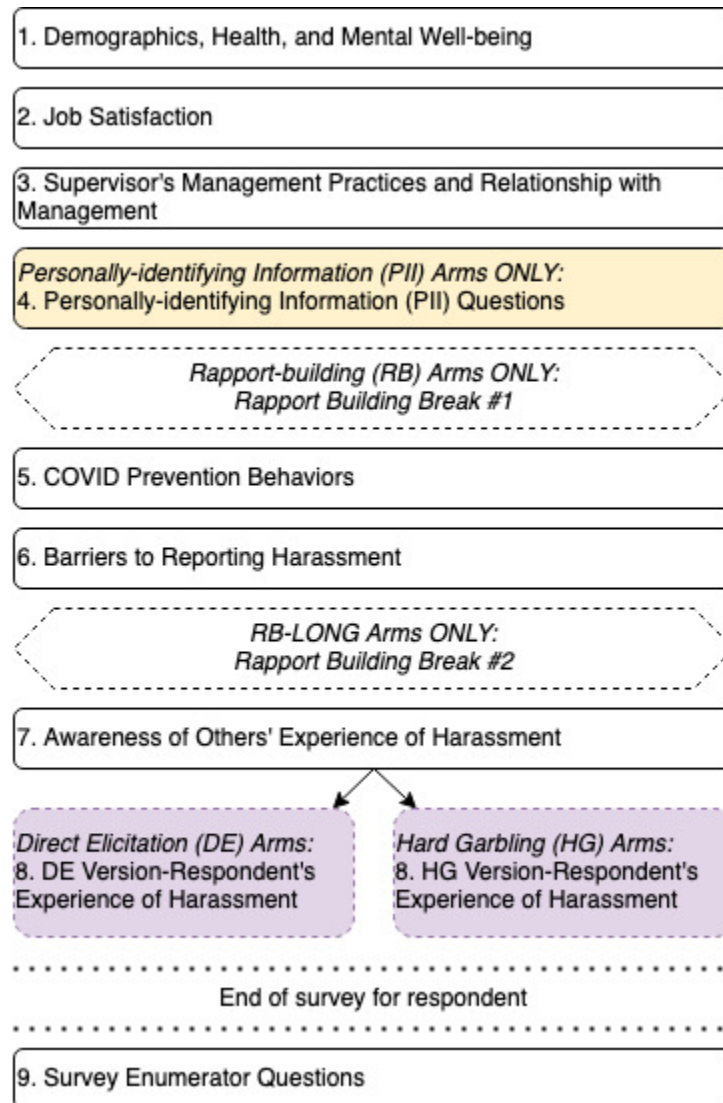 1. Demographics, Health, and Mental Well-being
2. Job Satisfaction
3. Supervisor's Management Practices and Relationship with
Management
Personally-identifying Information (PII) Arms ONLY:
4. Personally-identifying Information (PII) Questions
Rapport-building (RB) Arms ONLY:
Rapport Building Break #1
5. COVID Prevention Behaviors
6. Barriers to Reporting Harassment
RB-LONG Arms ONLY:
Rapport Building Break #2
7. Awareness of Others' Experience of Harassment
Direct Elicitation (DE) Arms:
8. DE Version-Respondent's
Experience of Harassment
Hard Garbling (HG) Arms:
8. HG Version-Respondent's
Experience of Harassment
End of survey for respondent
9. Survey Enumerator Questions